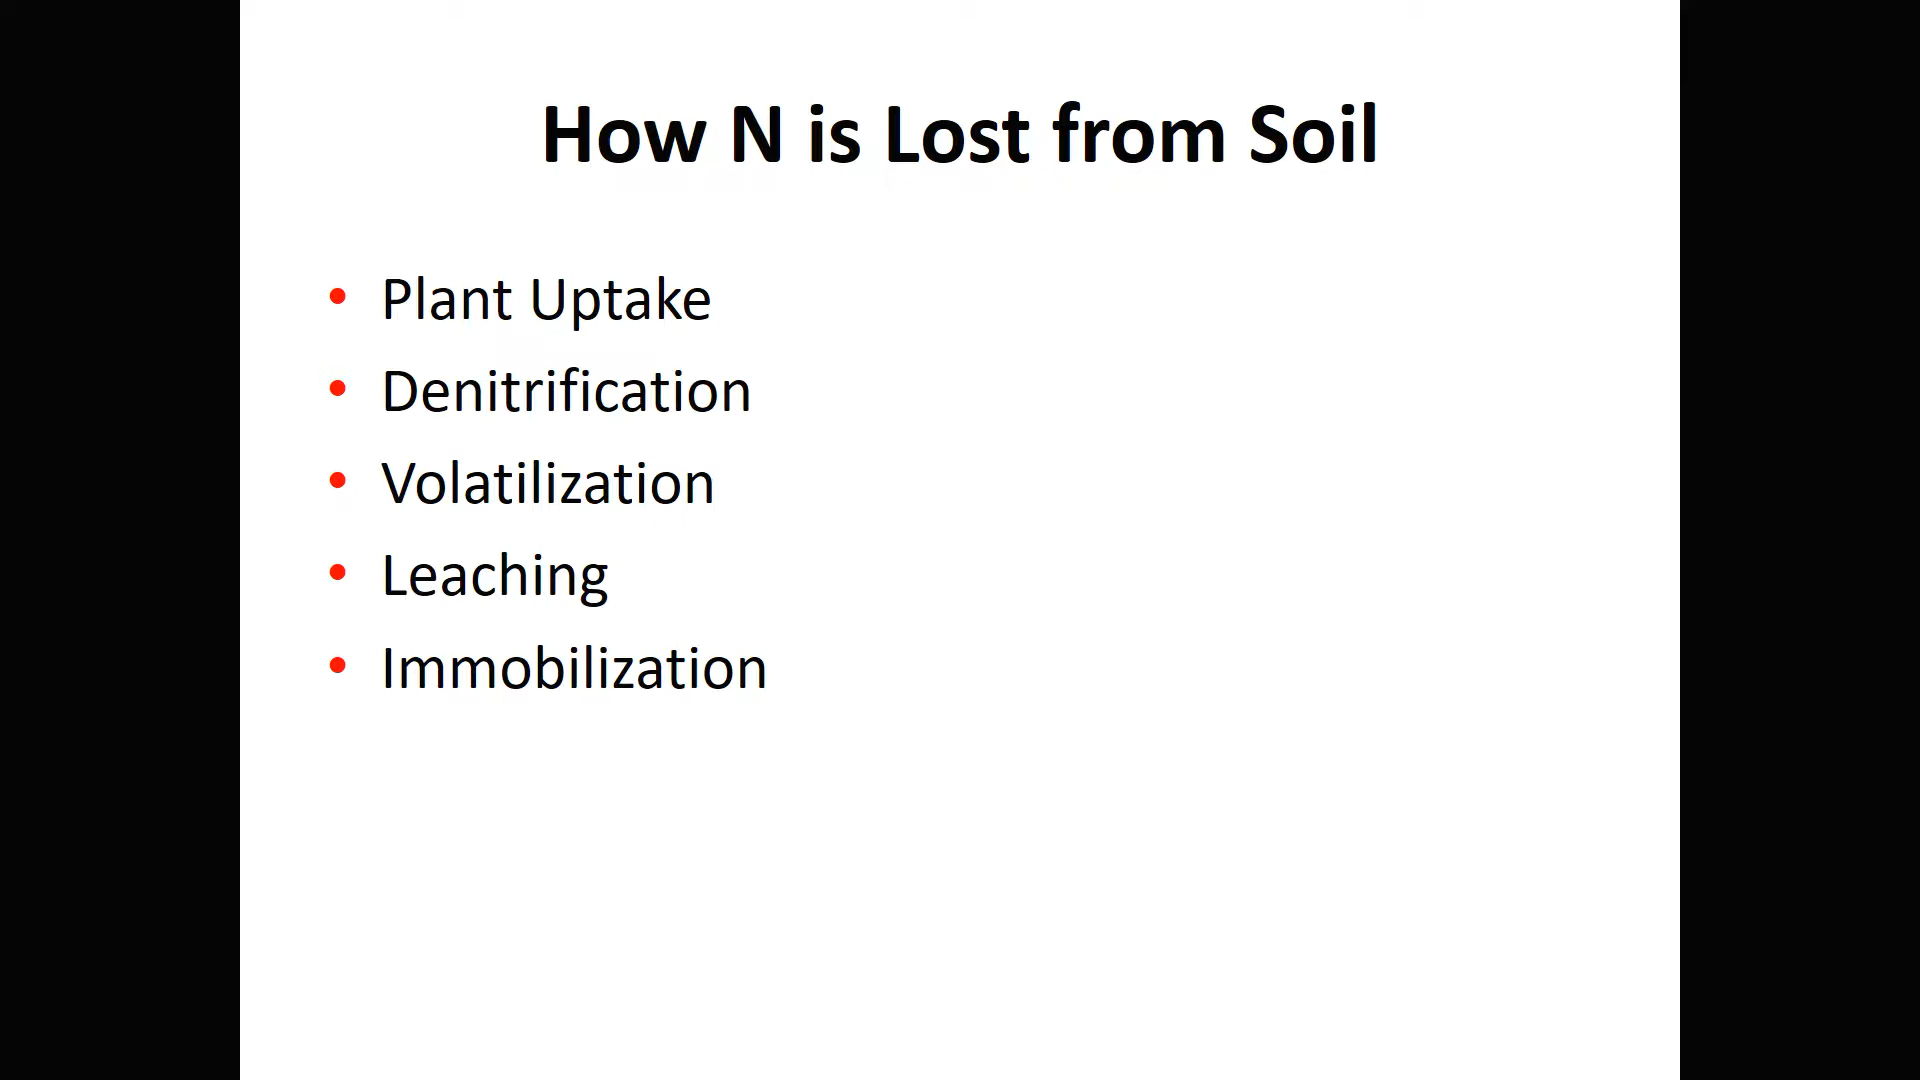 How N is Lost from Soil
• Plant Uptake
• Denitrification
• Volatilization
• Leaching
• Immobilization